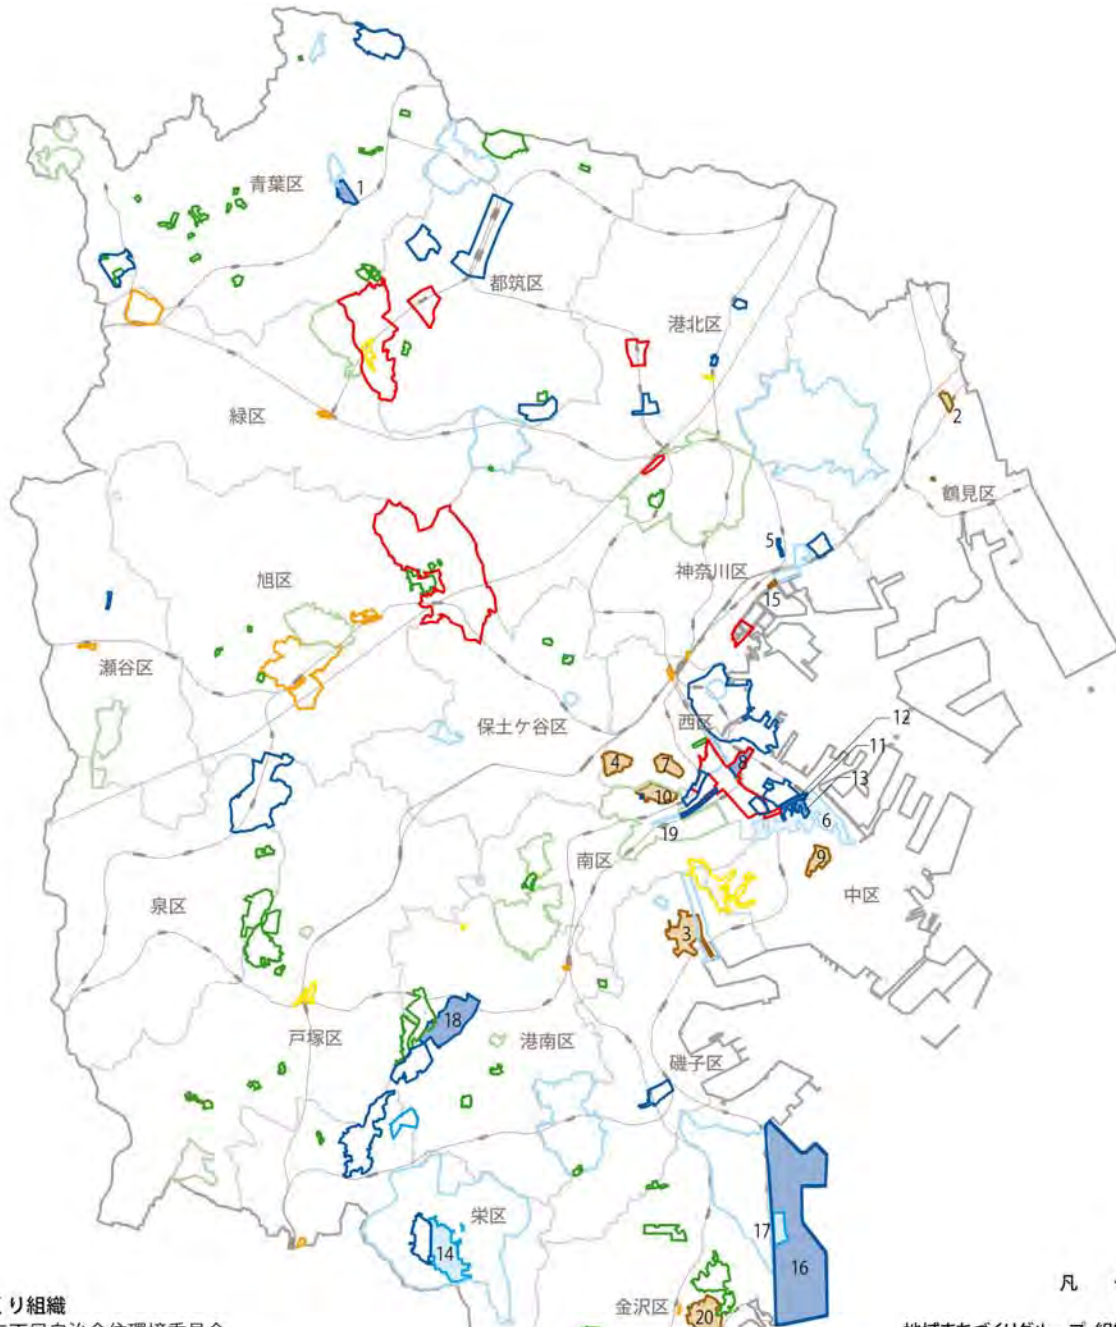 青葉区
1
都筑区
港北区
緑区
2
鶴見区
5
神奈川区
旭区
15
瀬谷区
西区
12
保土ケ谷区
11
4
7
8
13
10
6
19
南区
9
泉区
中区
3
18
戸塚区
港南区
磯子区
栄区
17
14
16
凡
金沢区
20
り組織